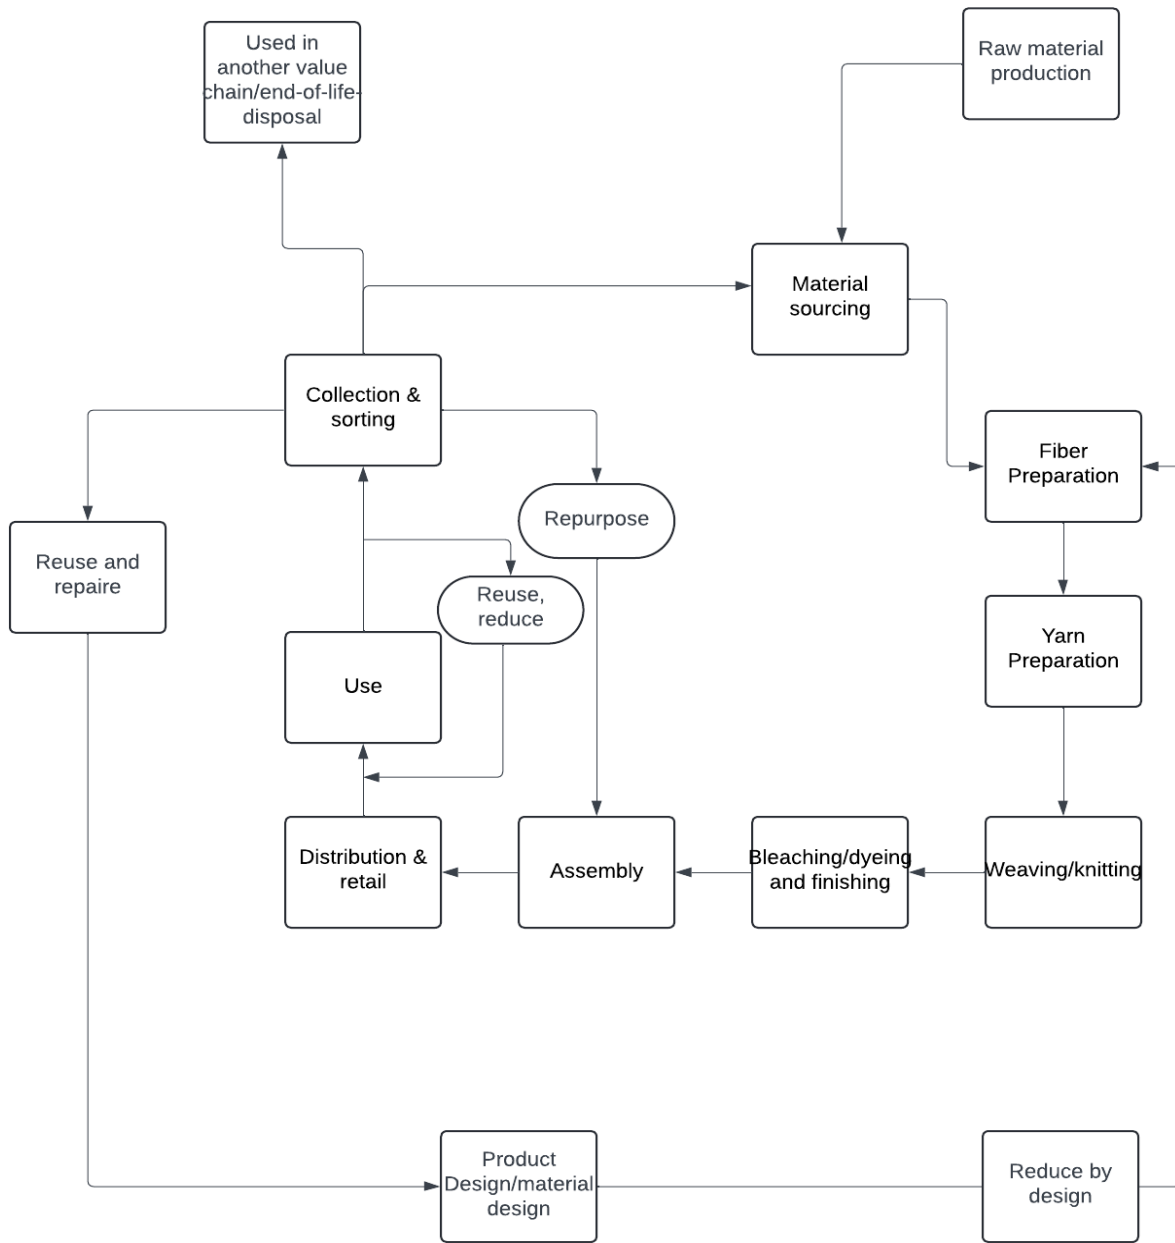 Used in
another value
chain/end-of-life-
disposal
Raw material
production
Material
sourcing
Collection &
sorting
Fiber
Preparation
Repurpose
Reuse and
repaire
Reuse,
reduce
Yarn
Preparation
Use
Distribution &
retail
Assembly
Bleaching/dyeing
and finishing
Weaving/knitting
Product
Design/material
design
Reduce by
design